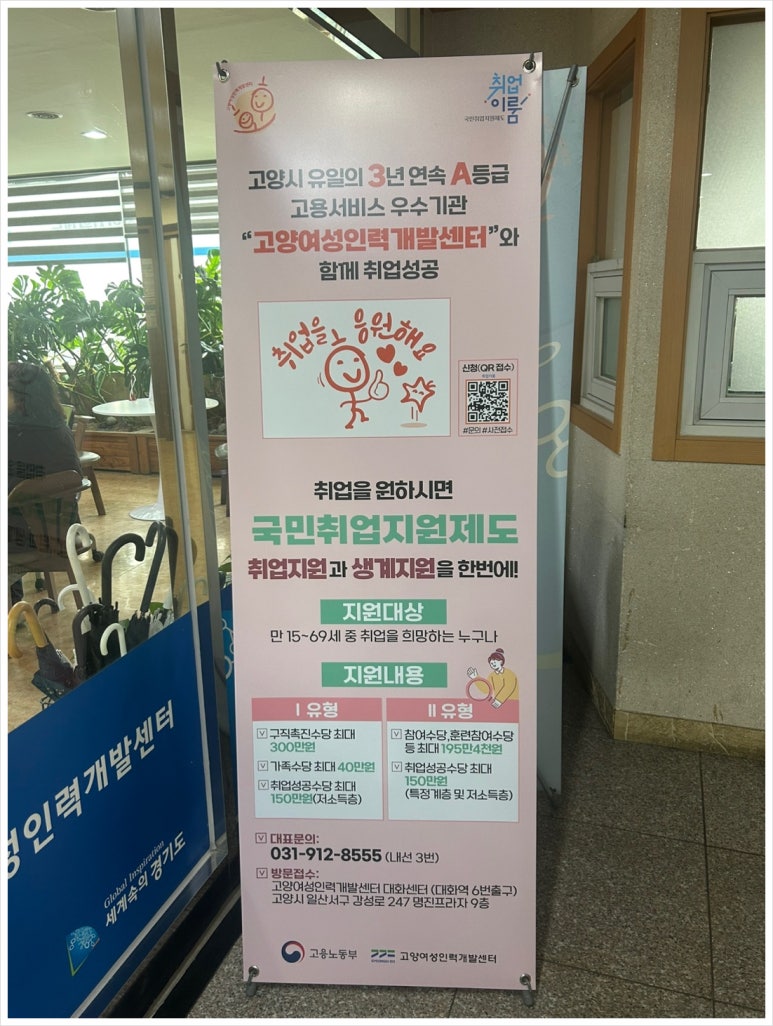 취업
이룸
국민취업지원제도
고양시 유일의 3년 연속 A등급
고용서비스 우수기관
“고양여성인력개발센터”와
함께 취업성공
취업을 응원해요
신청(QR 접수)
#문의 #사전접수
취업을 원하시면
국민취업지원제도
취업지원과 생계지원을 한번에!
지원대상
만 15~69세 중 취업을 희망하는 누구나
지원내용
I 유형
구직촉진수당 최대
300만원
가족수당 최대 40만원
취업성공수당 최대
150만원(저소득층)
II 유형
참여수당,훈련참여수당
등 최대 195만4천원
취업성공수당 최대
150만원
(특정계층 및 저소득층)
대표문의:
031-912-8555 (내선 3번)
방문접수:
고양여성인력개발센터 대화센터 (대화역 6번출구)
고양시 일산서구 강성로 247 명진프라자 9층
고용노동부
고양여성인력개발센터
성인력개발센터
Global Inspiration
세계속의 경기도